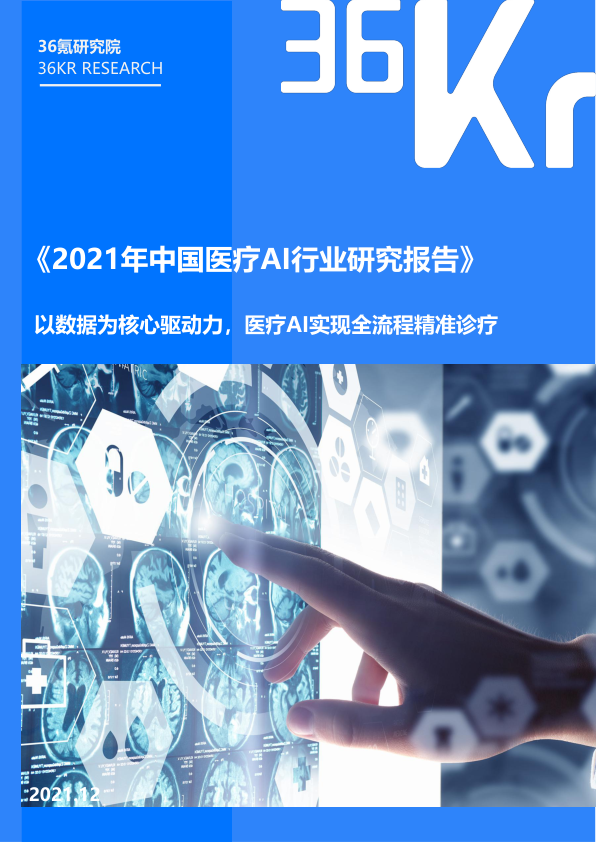 36氪研究院
36KR RESEARCH
36Kr
《2021年中国医疗AI行业研究报告》
以数据为核心驱动力，医疗AI实现全流程精准诊疗
2021.12